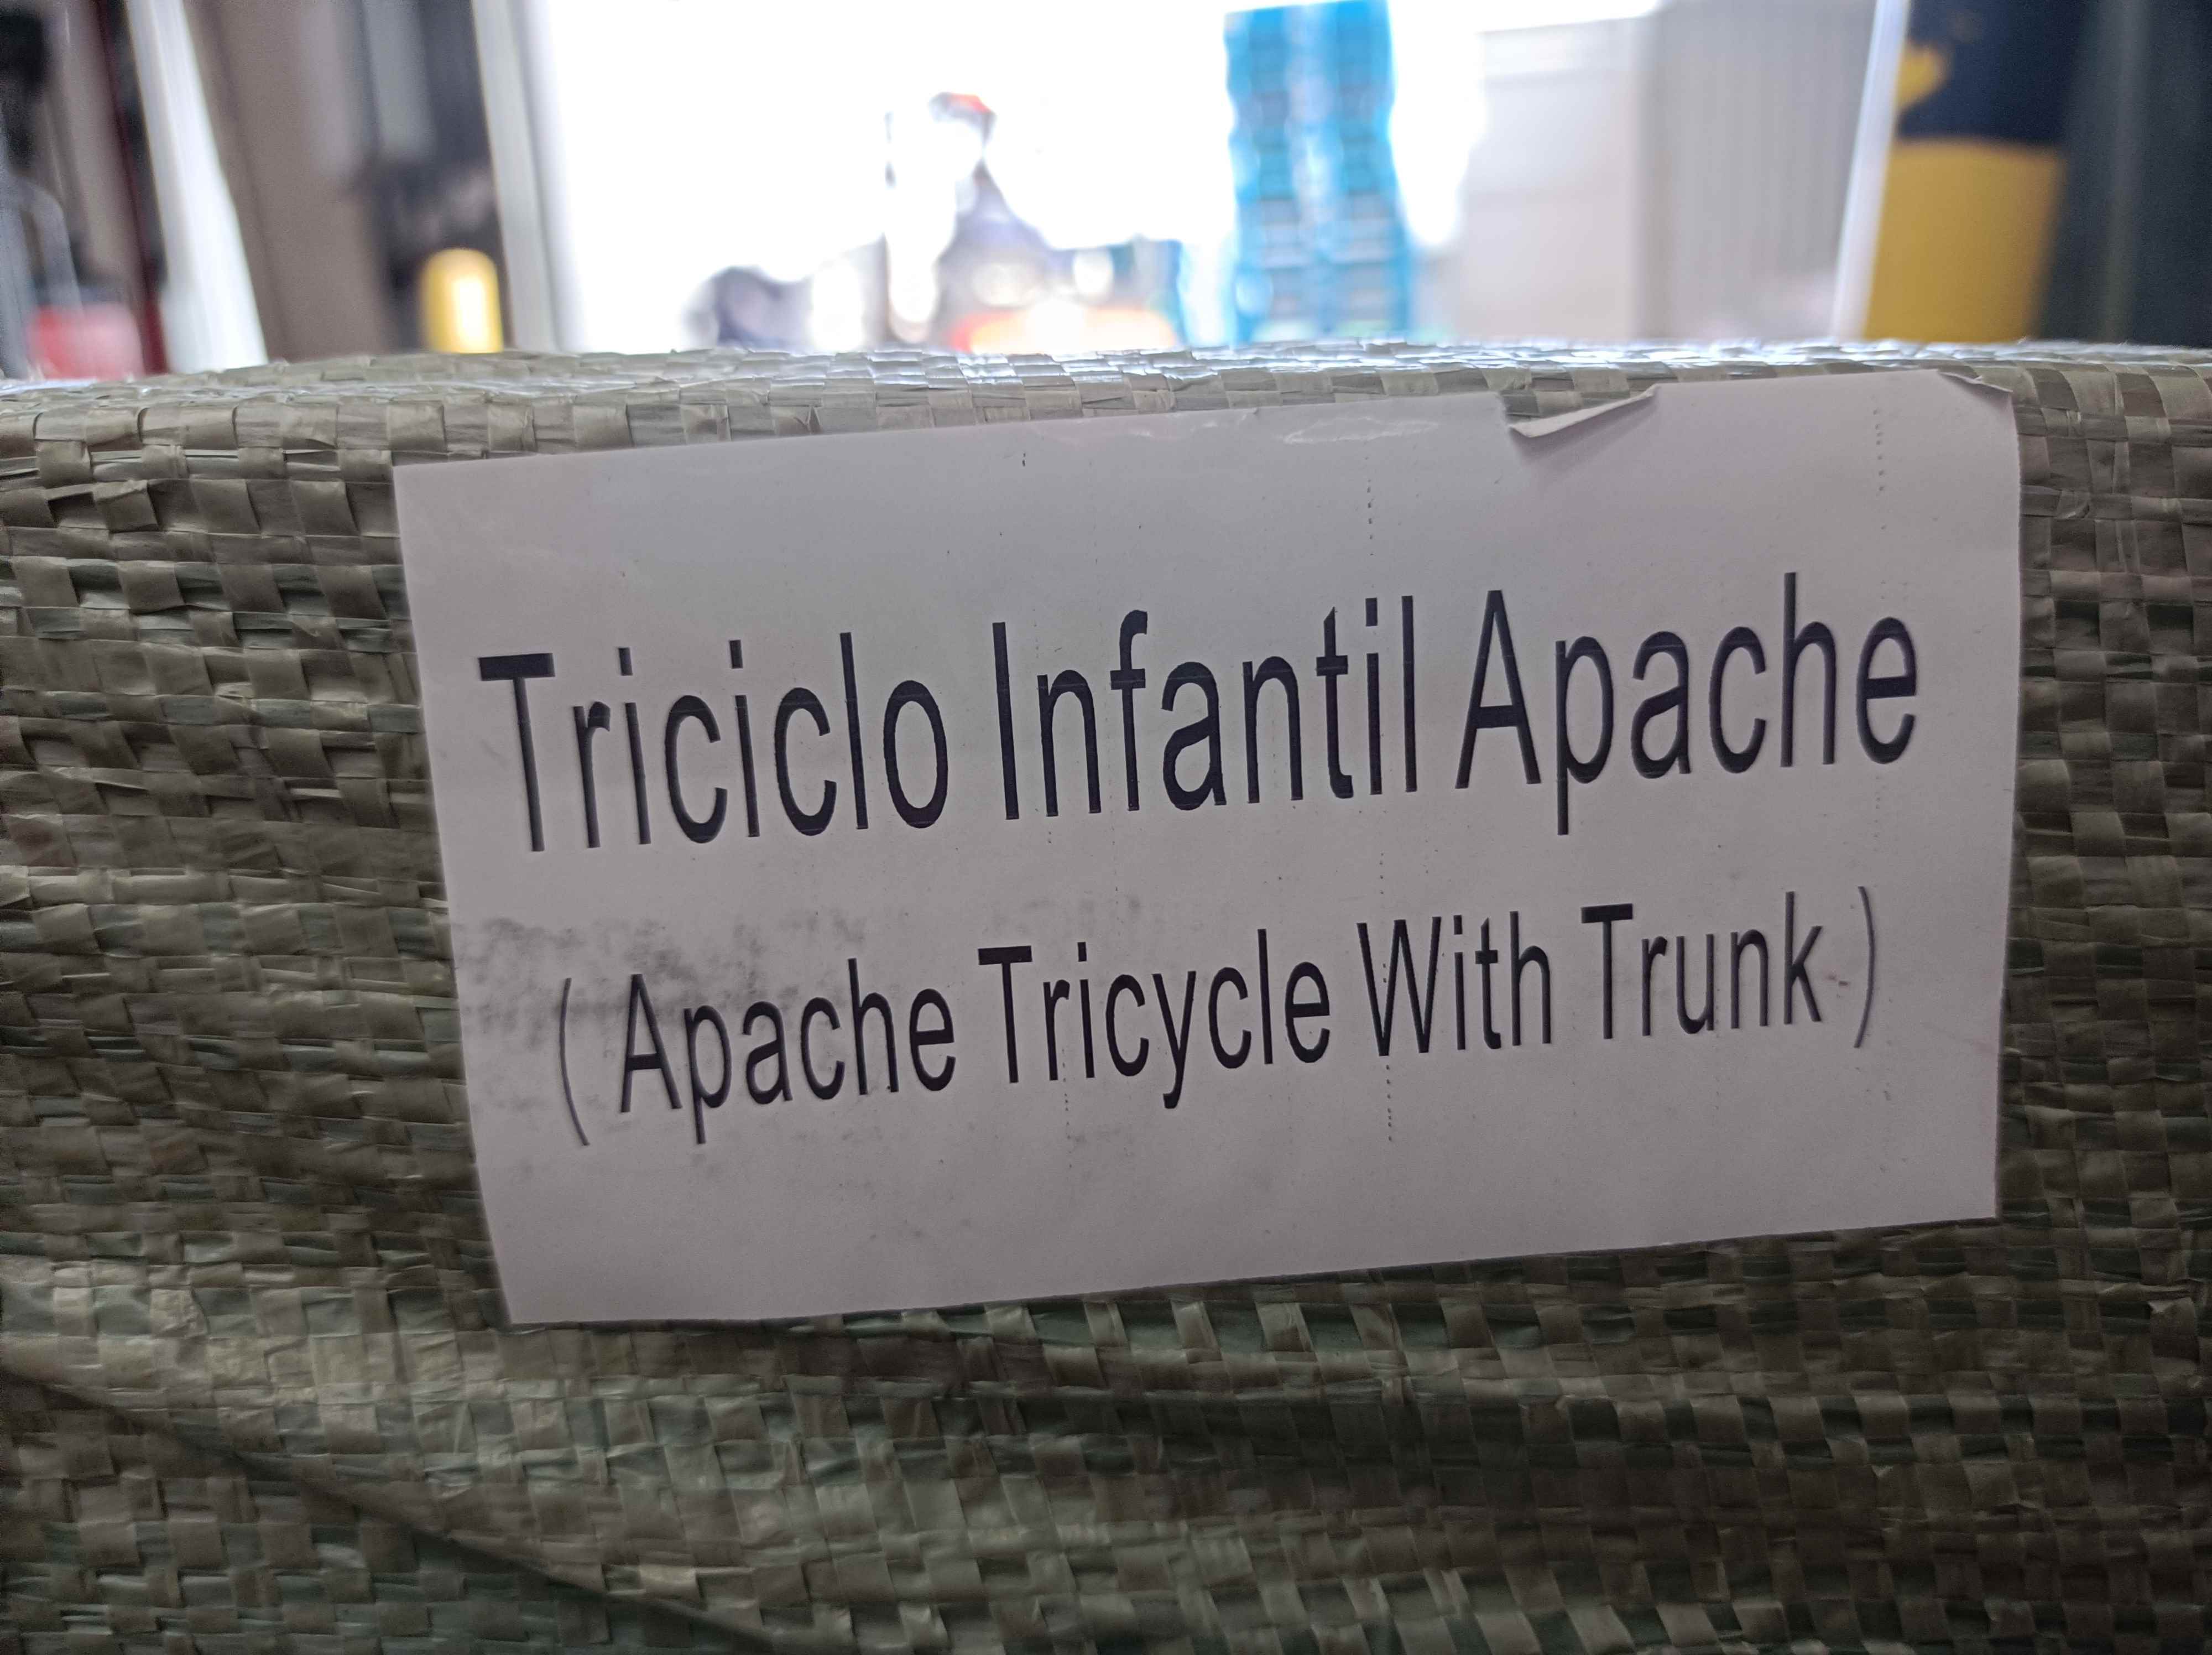 Triciclo Infantil Apache
( Apache Tricycle With Trunk )